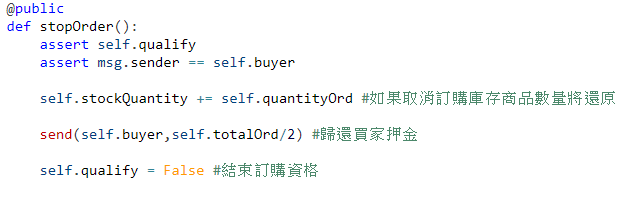 @public
def stopOrder():
    assert self.qualify
    assert msg.sender == self.buyer
    self.stockQuantity += self.quantityOrd #如果取消訂購庫存商品數量將還原
    send(self.buyer,self.totalOrd/2) #歸還買家押金
    self.qualify = False #結束訂購資格